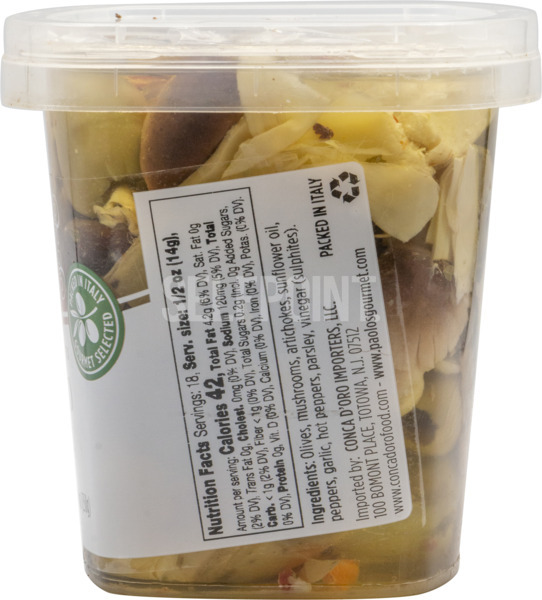 Nutrition Facts Servings: 18, Serv. size: 1/2 oz (14g),
Amount per serving: Calories 42, Total Fat 4.2g (6% DV), Sat. Fat 0g
(2% DV), Trans Fat 0g, Cholest. 0mg (0% DV), Sodium 120mg (5% DV), Total
Carb. < 1g (2% DV), Fiber < 1g (0% DV), Total Sugars 0.2g (Incl. 0g Added Sugars,
0% DV), Protein 0g, Vit. D (0% DV), Calcium (0% DV), Iron (0% DV), Potas. (0% DV).
Ingredients: Olives, mushrooms, artichokes, sunflower oil,
peppers, garlic, hot peppers, parsley, vinegar (sulphites).
PACKED IN ITALY
Imported by: CONCA D'ORO IMPORTERS, LLC.
100 BOMONT PLACE, TOTOWA, N.J. 07512
www.concadorofood.com - www.paolosgourmet.com
D IN ITALY
URMET SELECTED